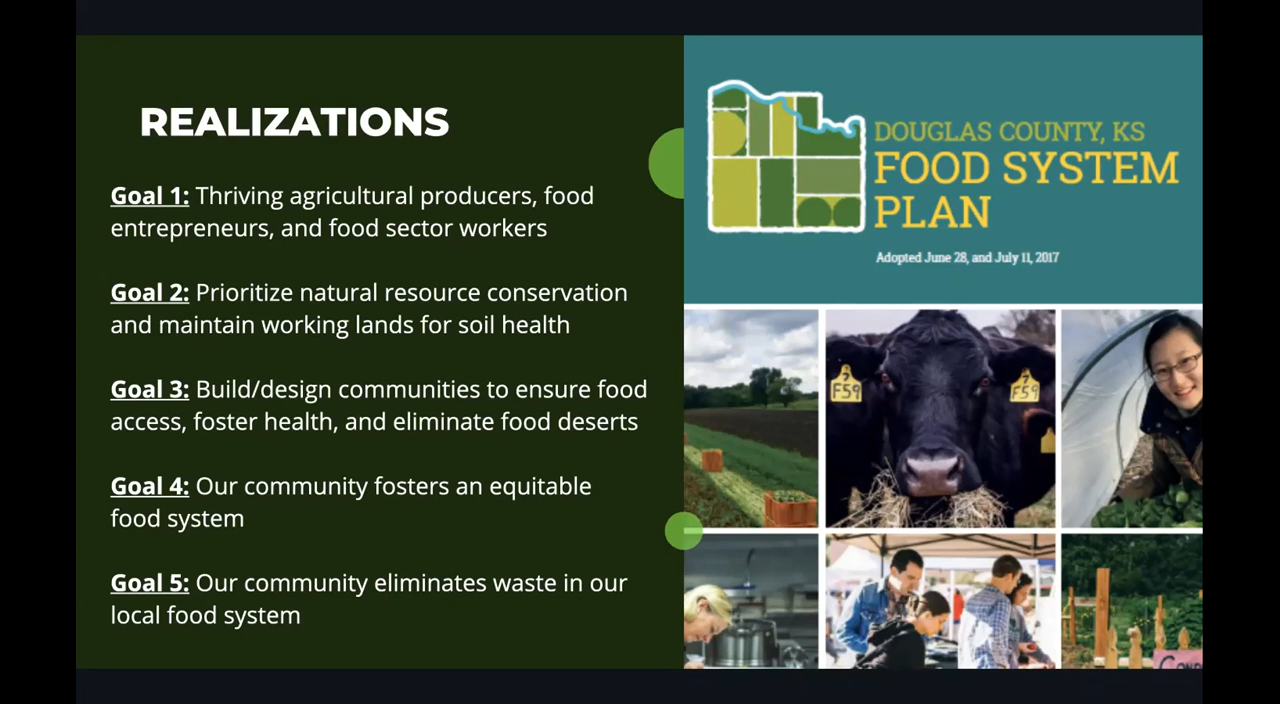 REALIZATIONS
Goal 1: Thriving agricultural producers, food
entrepreneurs, and food sector workers
Goal 2: Prioritize natural resource conservation
and maintain working lands for soil health
Goal 3: Build/design communities to ensure food
access, foster health, and eliminate food deserts
Goal 4: Our community fosters an equitable
food system
Goal 5: Our community eliminates waste in our
local food system
DOUGLAS COUNTY, KS
FOOD SYSTEM
PLAN
Adopted June 28, and July 11, 2017
F59
F59